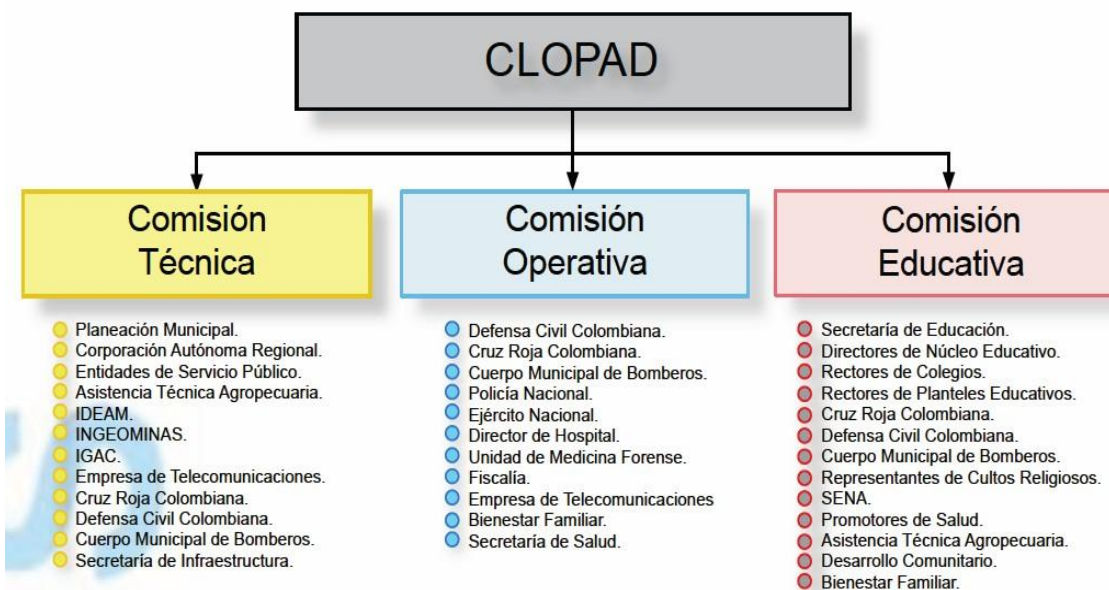 CLOPAD
Comisión
Técnica
Planeación Municipal.
Corporación Autónoma Regional.
Entidades de Servicio Público.
Asistencia Técnica Agropecuaria.
IDEAM.
INGEOMINAS.
IGAC.
Empresa de Telecomunicaciones.
Cruz Roja Colombiana.
Defensa Civil Colombiana.
Cuerpo Municipal de Bomberos.
Secretaría de Infraestructura.
Comisión
Operativa
Defensa Civil Colombiana.
Cruz Roja Colombiana.
Cuerpo Municipal de Bomberos.
Policía Nacional.
Ejército Nacional.
Director de Hospital.
Unidad de Medicina Forense.
Fiscalía.
Empresa de Telecomunicaciones
Bienestar Familiar.
Secretaría de Salud.
Comisión
Educativa
Secretaría de Educación.
Directores de Núcleo Educativo.
Rectores de Colegios.
Rectores de Planteles Educativos.
Cruz Roja Colombiana.
Defensa Civil Colombiana.
Cuerpo Municipal de Bomberos.
Representantes de Cultos Religiosos.
SENA.
Promotores de Salud.
Asistencia Técnica Agropecuaria.
Desarrollo Comunitario.
Bienestar Familiar.